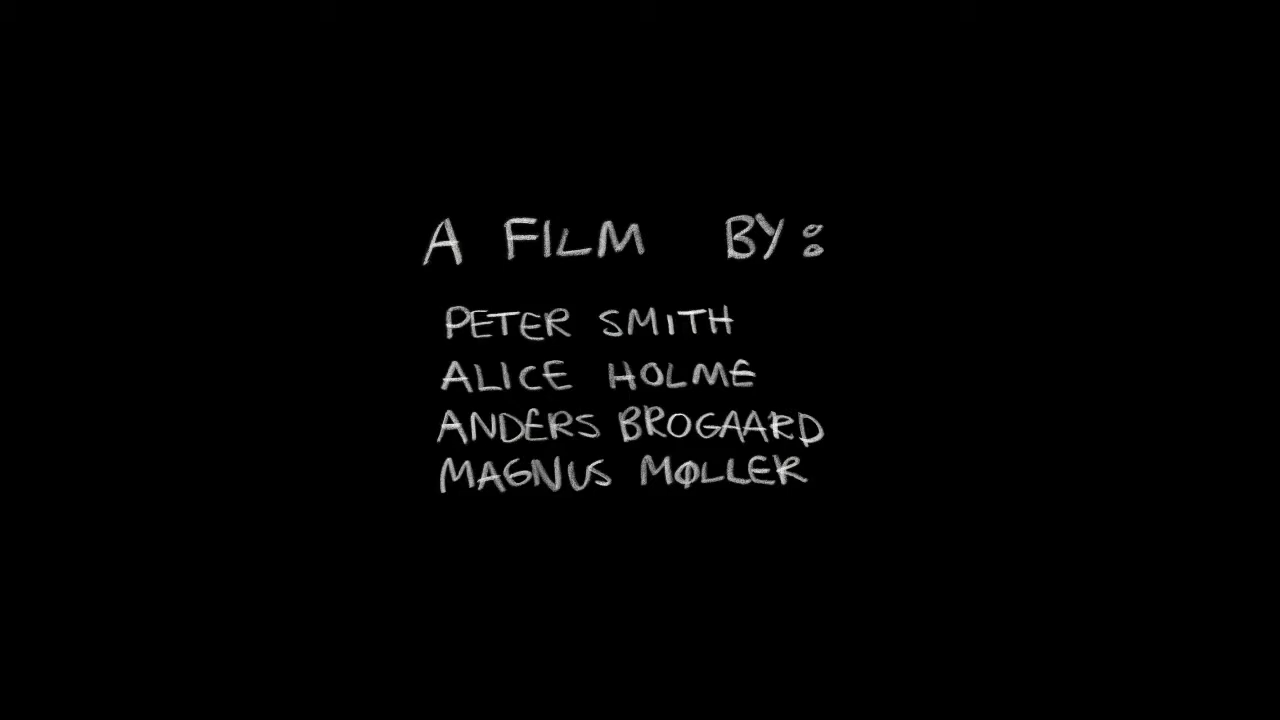 A FILM BY:
PETER SMITH
ALICE HOLME
ANDERS BROGAARD
MAGNUS MØLLER